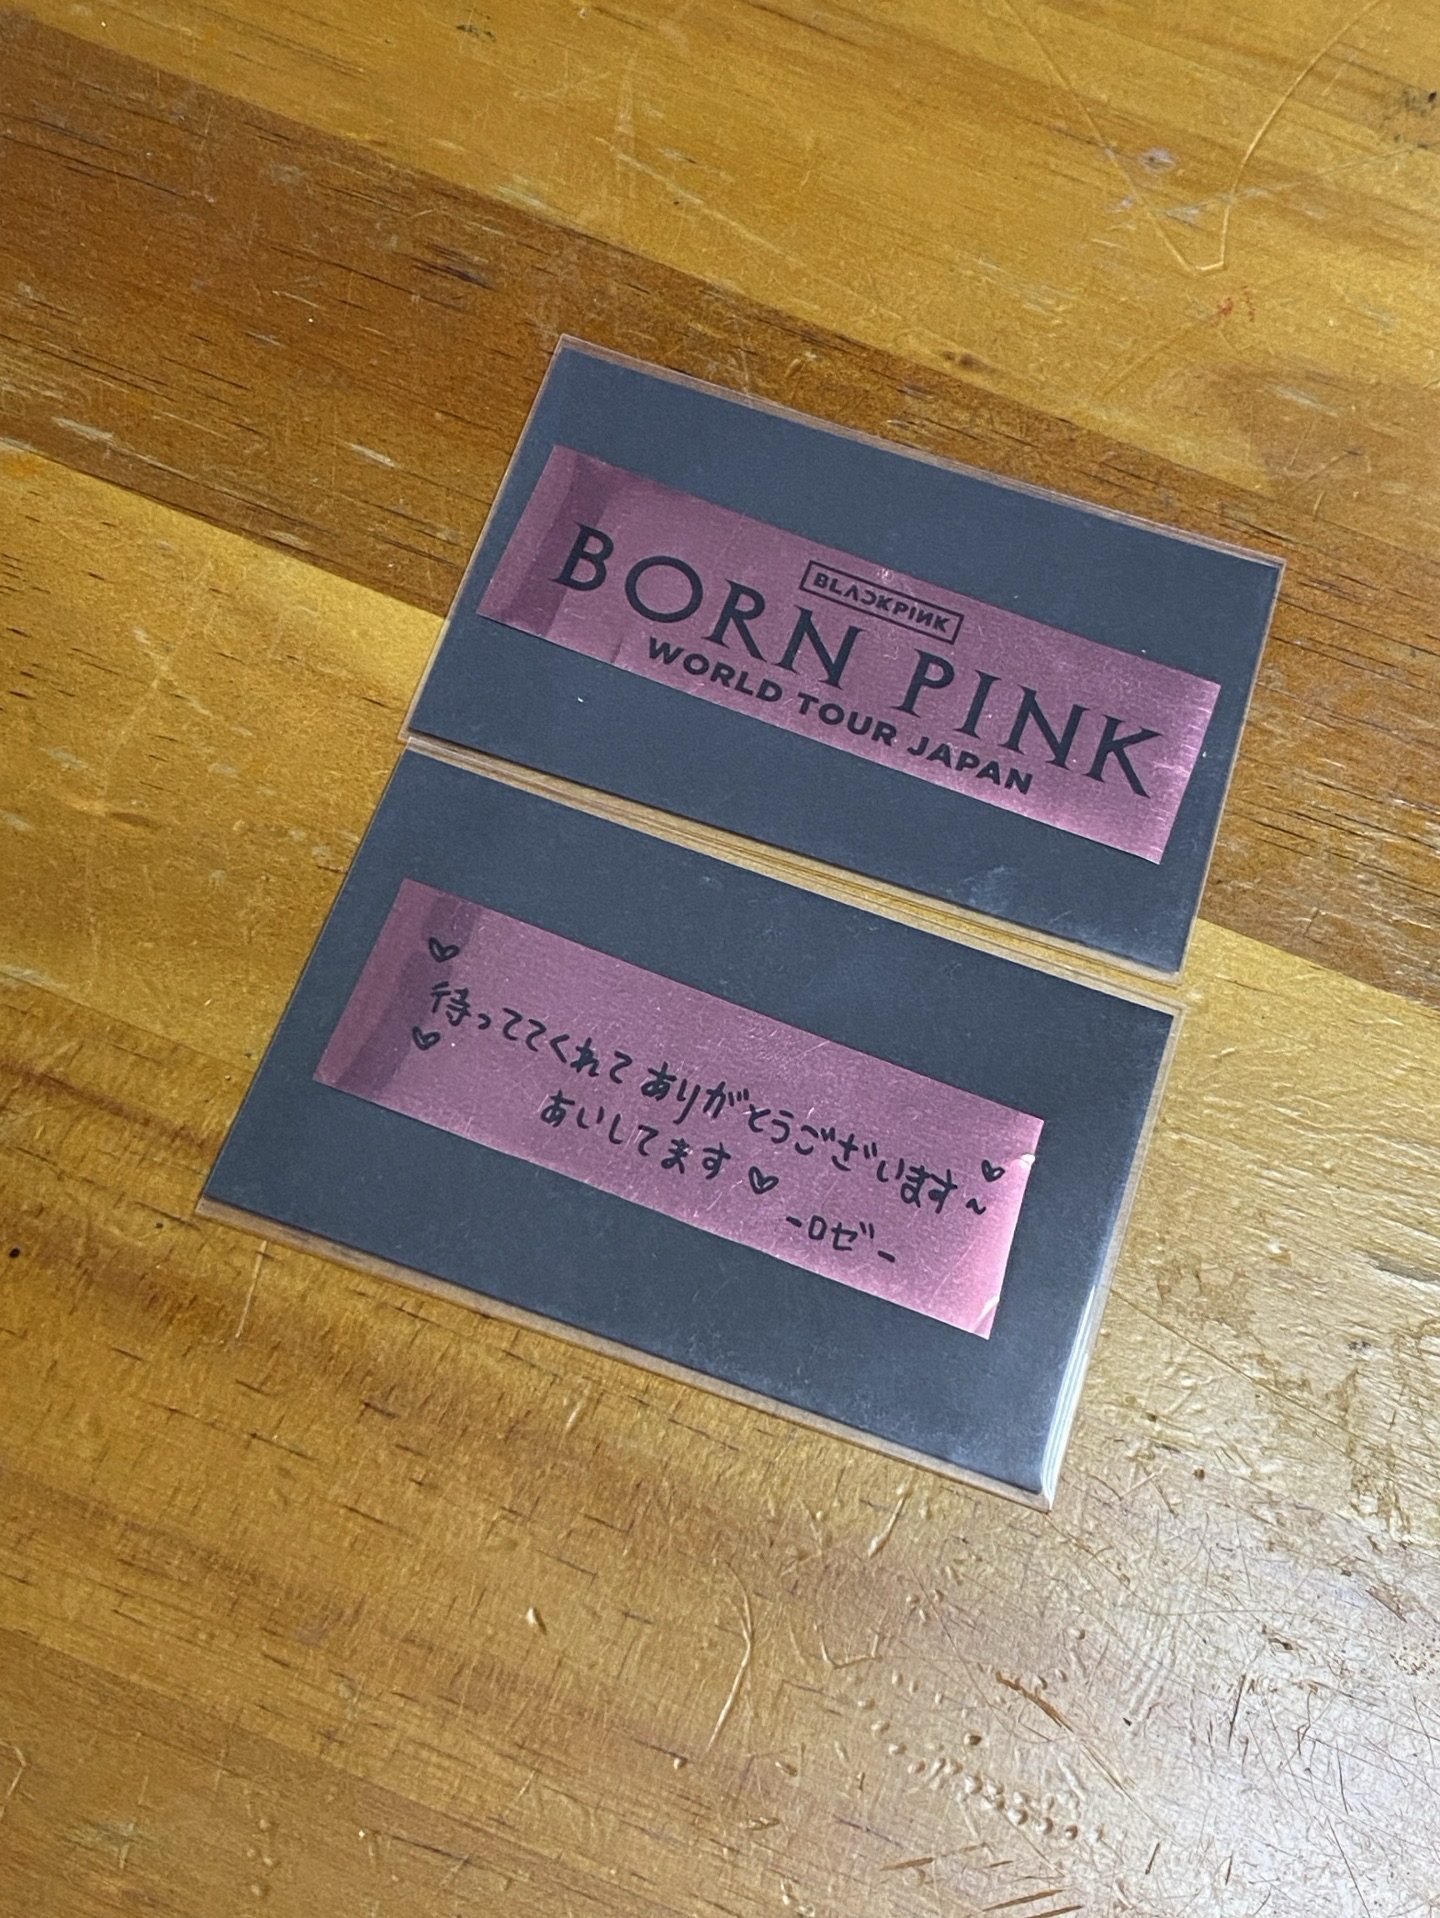 BLACKPINK
BORN PINK
WORLD TOUR JAPAN
待っててくれて ありがとうございます~
あいしてます
-ロゼ-